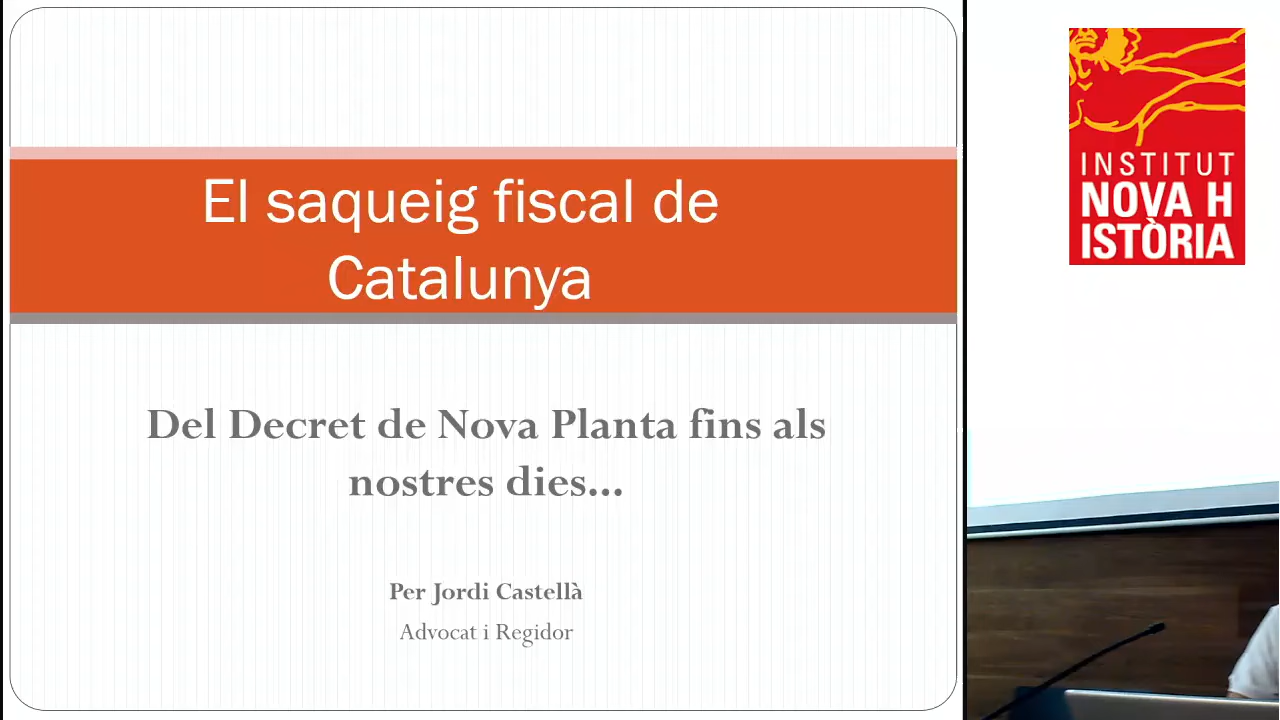 El saqueig fiscal de
Catalunya
Del Decret de Nova Planta fins als
nostres dies...
Per Jordi Castellà
Advocat i Regidor
INSTITUT
NOVA H
ISTÒRIA